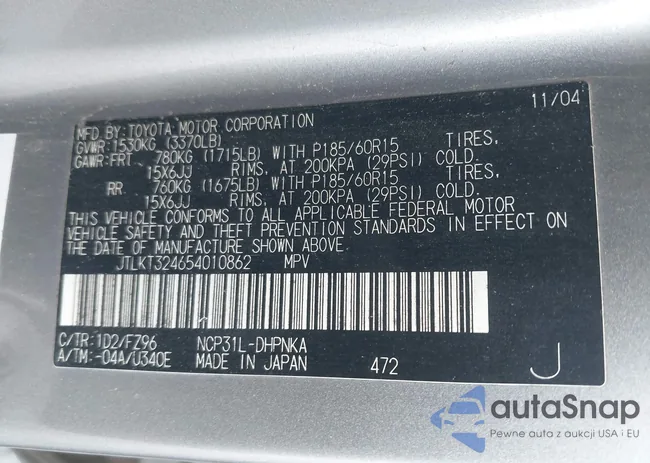 11/04
MFD. BY: TOYOTA MOTOR CORPORATION
GVWR: 1530KG (3370LB)
GAWR: FRT 780KG (1715LB) WITH P185/60R15 TIRES,
15X6JJ RIMS, AT 200KPA (29PSI) COLD.
RR 760KG (1675LB) WITH P185/60R15 TIRES,
15X6JJ RIMS, AT 200KPA (29PSI) COLD.
THIS VEHICLE CONFORMS TO ALL APPLICABLE FEDERAL MOTOR
VEHICLE SAFETY AND THEFT PREVENTION STANDARDS IN EFFECT ON
THE DATE OF MANUFACTURE SHOWN ABOVE.
JTLKT324654010862 MPV
C/TR: 1D2/FZ96 NCP31L-DHPNKA
A/TM: -04A/U340E MADE IN JAPAN 472 J
autaSnap
Pewne auta z aukcji USA i EU